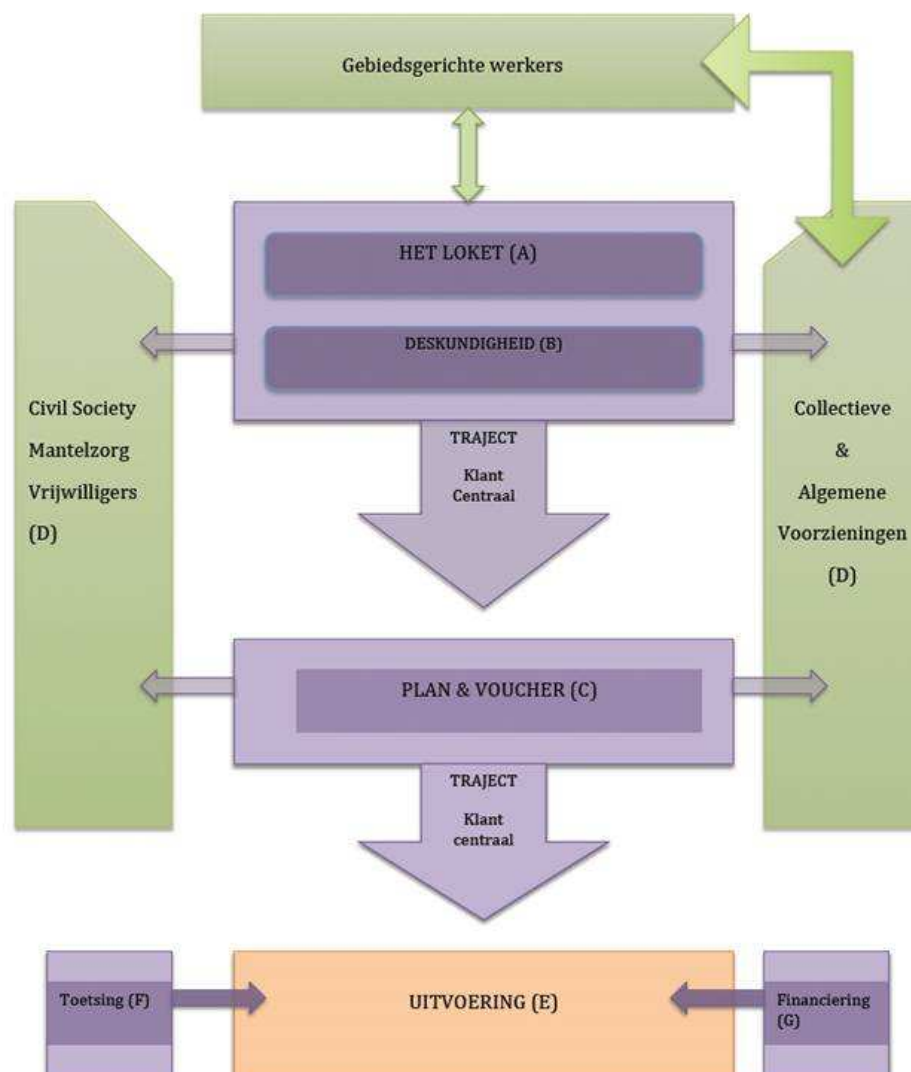 Gebiedsgerichte werkers
HET LOKET (A)
DESKUNDIGHEID (B)
TRAJECT
Klant
Centraal
Civil Society
Mantelzorg
Vrijwilligers
(D)
Collectieve
&
Algemene
Voorzieningen
(D)
PLAN & VOUCHER (C)
TRAJECT
Klant
centraal
Toetsing (F)
UITVOERING (E)
Financiering
(G)